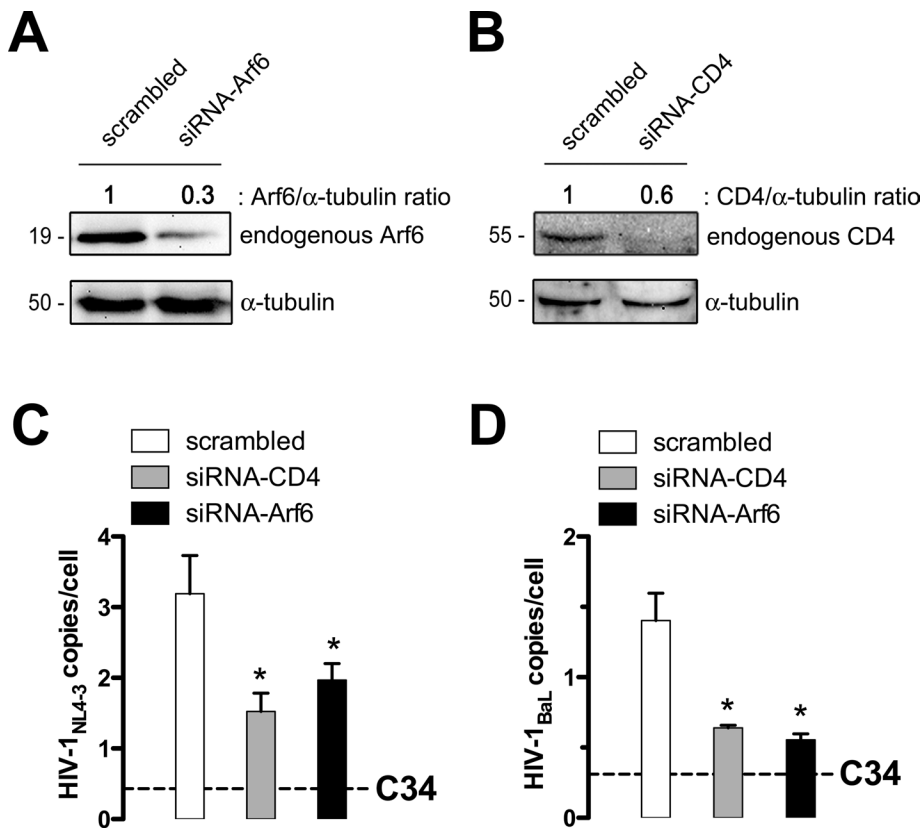 A
scrambled
siRNA-Arf6
1 0.3 : Arf6/α-tubulin ratio
19 - endogenous Arf6
50 - α-tubulin
B
scrambled
siRNA-CD4
1 0.6 : CD4/α-tubulin ratio
55 - endogenous CD4
50 - α-tubulin
C
scrambled
siRNA-CD4
siRNA-Arf6
HIV-1NL4-3 copies/cell
4
3
2
1
0
* *
C34
D
scrambled
siRNA-CD4
siRNA-Arf6
HIV-1BaL copies/cell
2
1
0
* *
C34